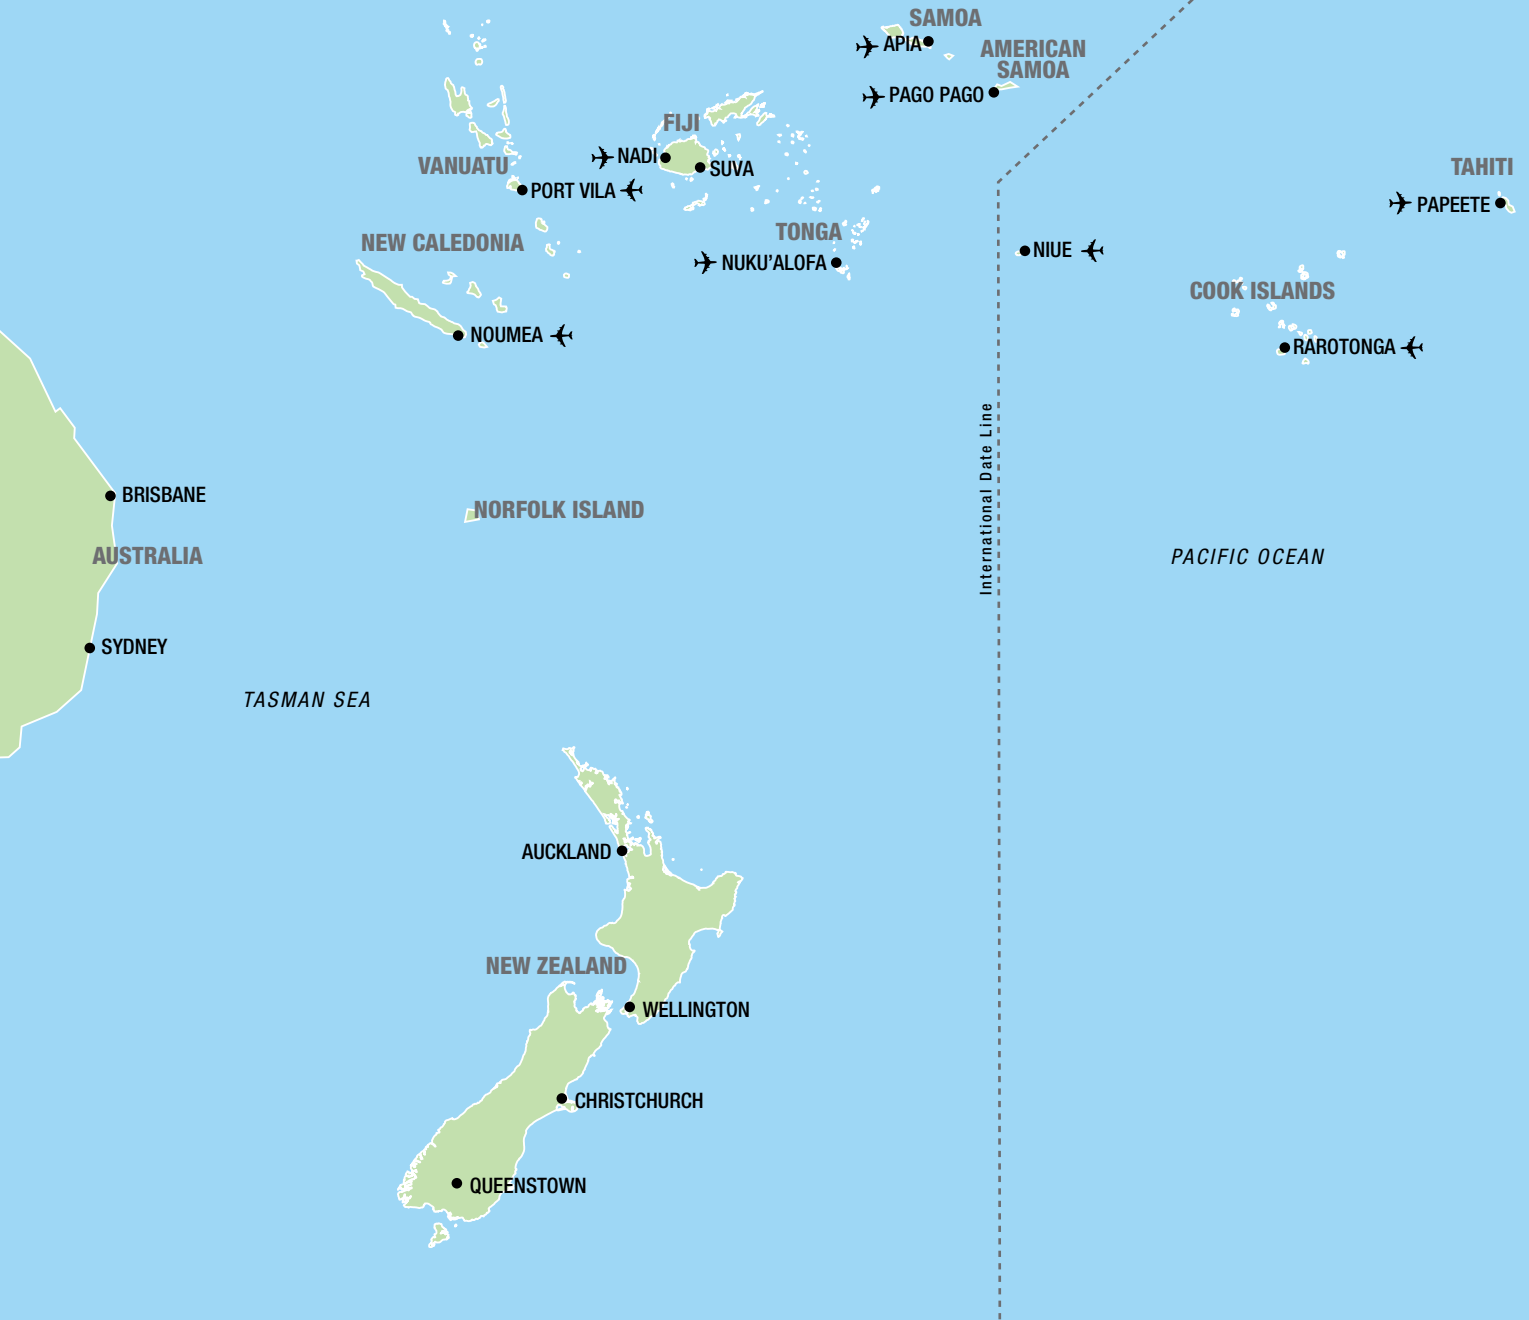 SAMOA
APIA
AMERICAN
SAMOA
PAGO PAGO
FIJI
NADI
SUVA
VANUATU
PORT VILA
TAHITI
PAPEETE
NEW CALEDONIA
TONGA
NUKU'ALOFA
NIUE
COOK ISLANDS
NOUMEA
RAROTONGA
International Date Line
BRISBANE
NORFOLK ISLAND
AUSTRALIA
PACIFIC OCEAN
SYDNEY
TASMAN SEA
AUCKLAND
NEW ZEALAND
WELLINGTON
CHRISTCHURCH
QUEENSTOWN